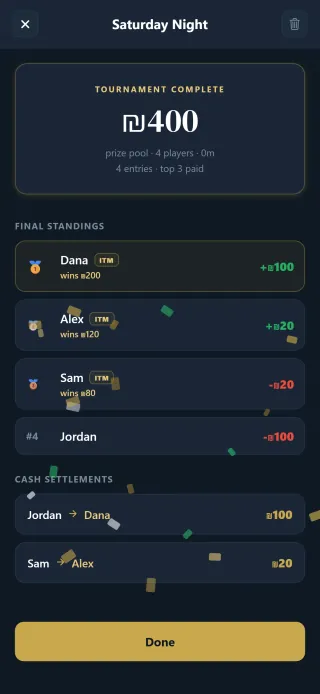 Saturday Night
TOURNAMENT COMPLETE
₪400
prize pool · 4 players · 0m
4 entries · top 3 paid
FINAL STANDINGS
Dana ITM
wins ₪200
+₪100
Alex ITM
wins ₪120
+₪20
Sam ITM
wins ₪80
-₪20
#4 Jordan
-₪100
CASH SETTLEMENTS
Jordan → Dana ₪100
Sam → Alex ₪20
Done